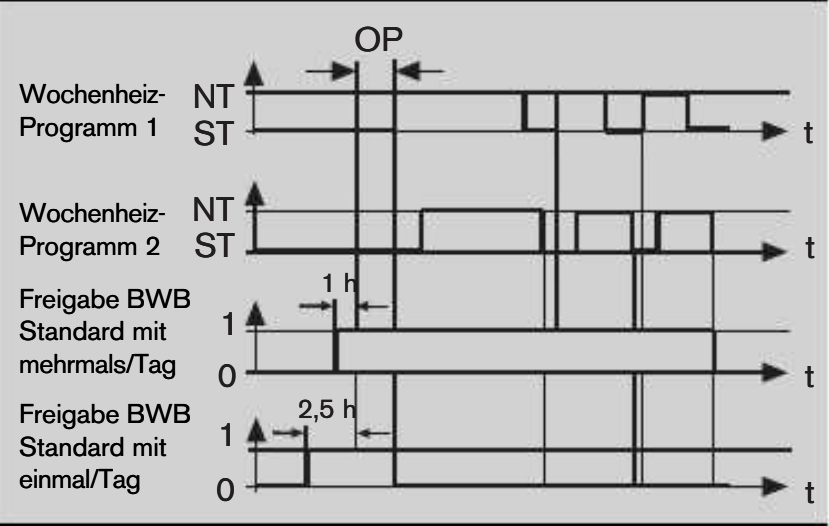 OP
Wochenheiz-
Programm 1
NT
ST
t
Wochenheiz-
Programm 2
NT
ST
t
1 h
Freigabe BWB
Standard mit
mehrmals/Tag
1
0
t
2,5 h
Freigabe BWB
Standard mit
einmal/Tag
1
0
t